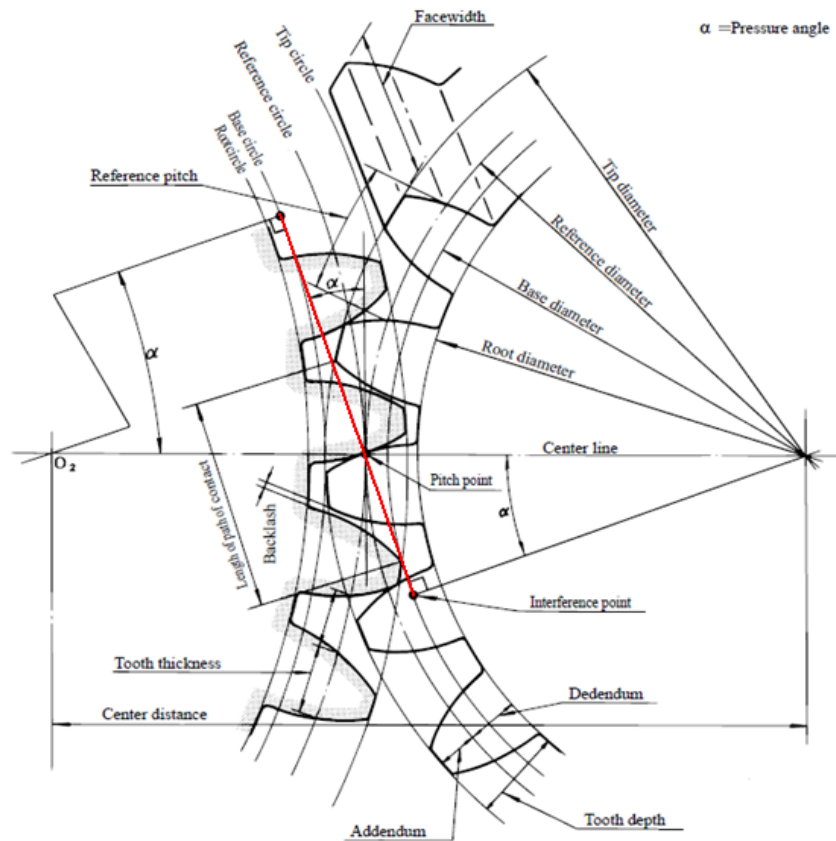 Facewidth
α =Pressure angle
Tip circle
Reference circle
Base circle
Rootcircle
Reference pitch
Tip diameter
Reference diameter
Base diameter
Root diameter
α
α
Center line
O₂
Pitch point
α
Length of path of contact
Backlash
Interference point
Tooth thickness
Dedendum
Center distance
Tooth depth
Addendum